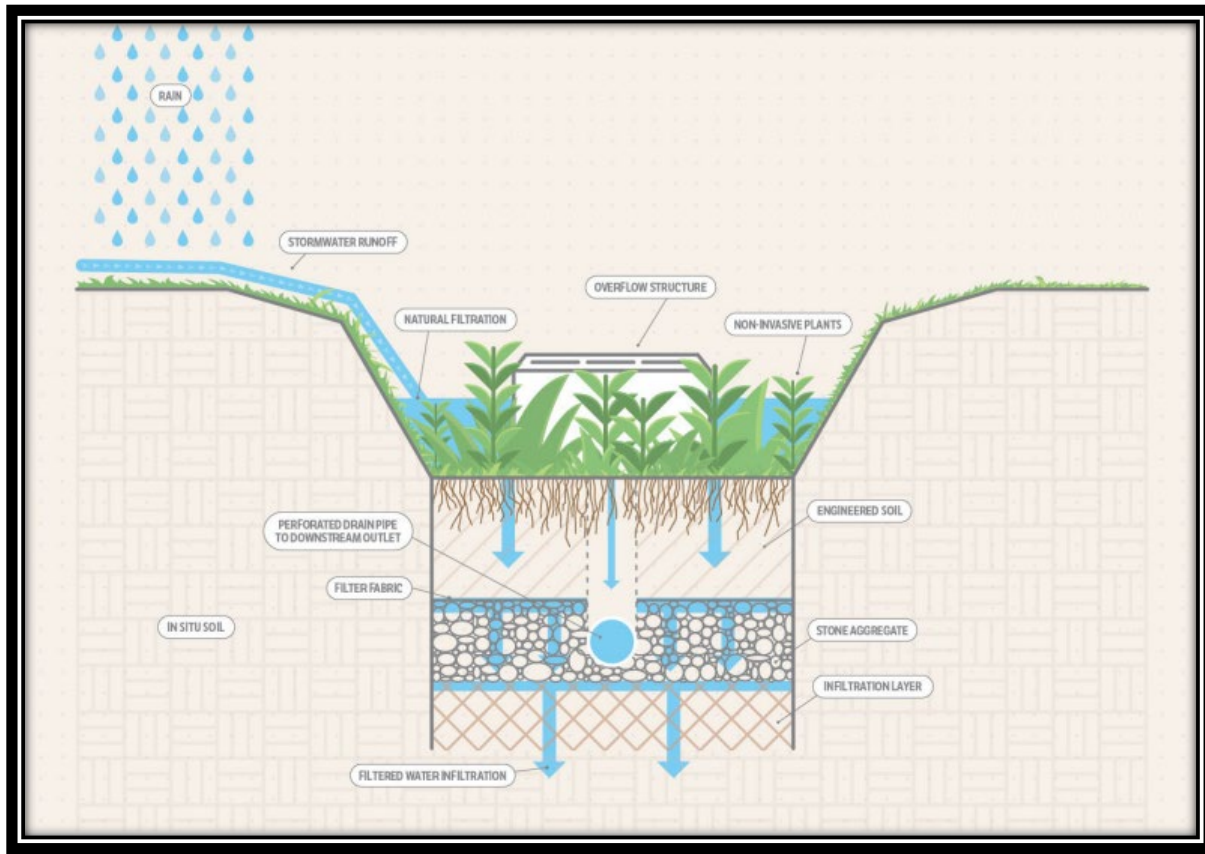 RAIN
STORMWATER RUNOFF
OVERFLOW STRUCTURE
NATURAL FILTRATION
NON-INVASIVE PLANTS
ENGINEERED SOIL
PERFORATED DRAIN PIPE
TO DOWNSTREAM OUTLET
FILTER FABRIC
IN SITU SOIL
STONE AGGREGATE
INFILTRATION LAYER
FILTERED WATER INFILTRATION